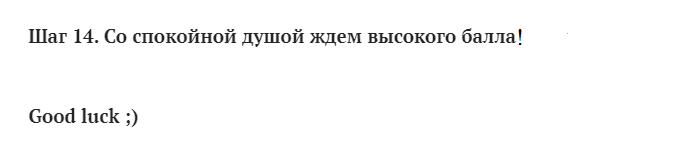 Шаг 14. Со спокойной душой ждем высокого балла!
Good luck ;)